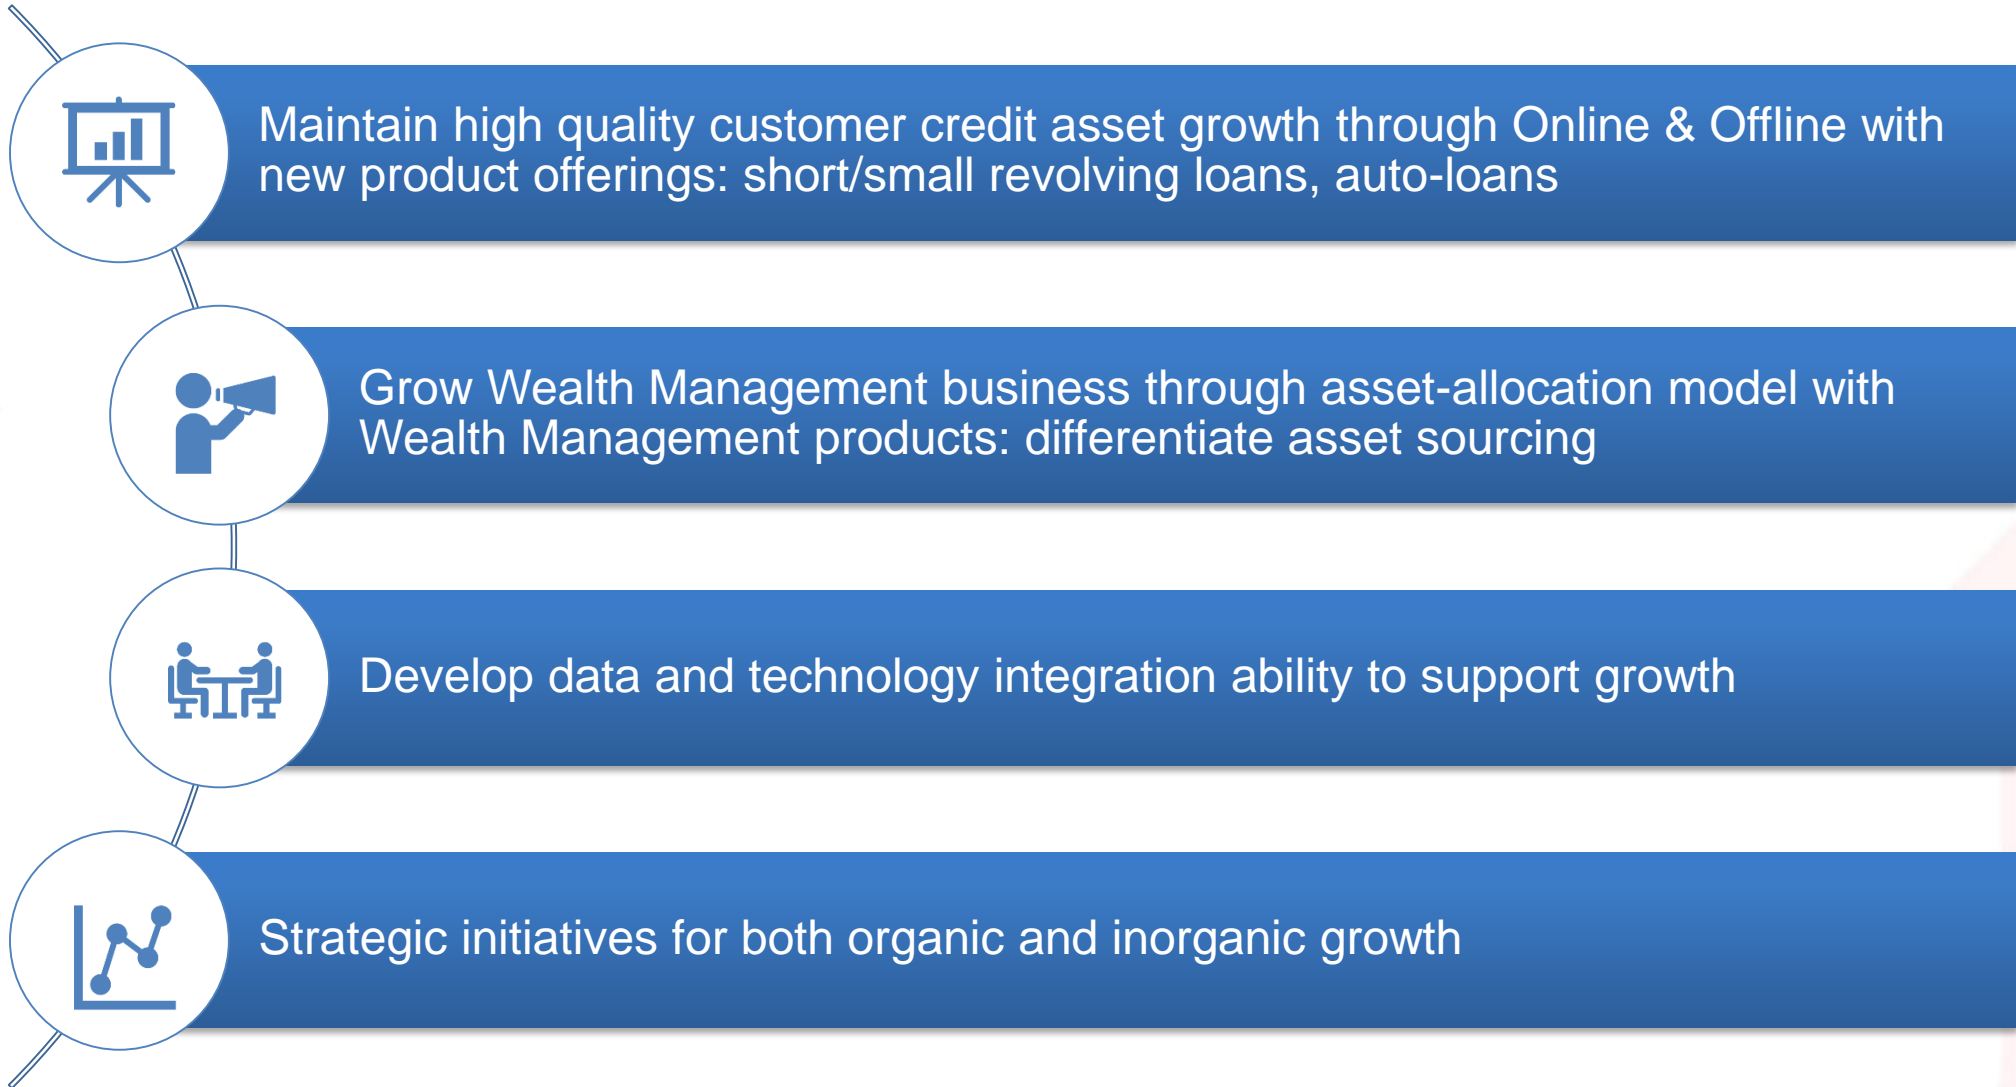 Maintain high quality customer credit asset growth through Online & Offline with
new product offerings: short/small revolving loans, auto-loans
Grow Wealth Management business through asset-allocation model with
Wealth Management products: differentiate asset sourcing
Develop data and technology integration ability to support growth
Strategic initiatives for both organic and inorganic growth